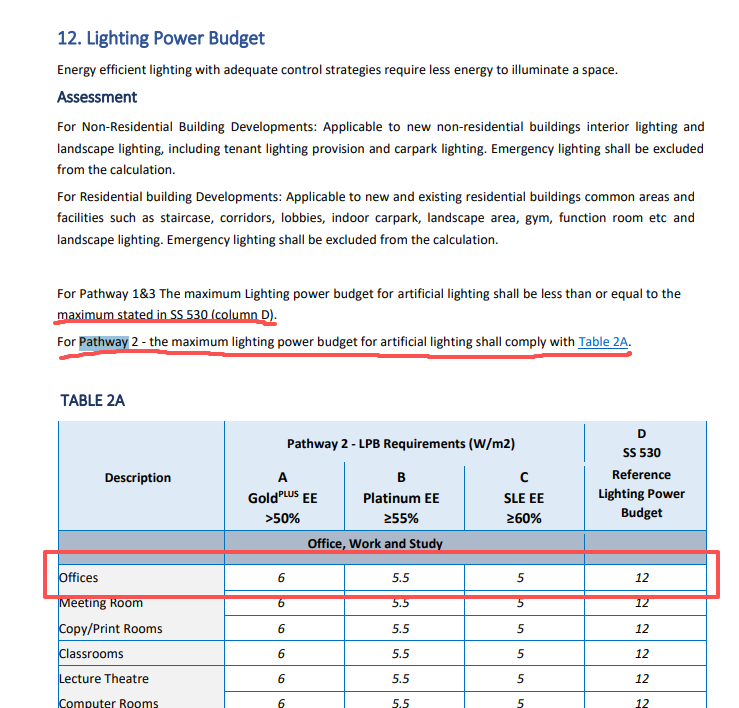 12. Lighting Power Budget
Energy efficient lighting with adequate control strategies require less energy to illuminate a space.
Assessment
For Non-Residential Building Developments: Applicable to new non-residential buildings interior lighting and
landscape lighting, including tenant lighting provision and carpark lighting. Emergency lighting shall be excluded
from the calculation.
For Residential building Developments: Applicable to new and existing residential buildings common areas and
facilities such as staircase, corridors, lobbies, indoor carpark, landscape area, gym, function room etc and
landscape lighting. Emergency lighting shall be excluded from the calculation.
For Pathway 1&3 The maximum Lighting power budget for artificial lighting shall be less than or equal to the
maximum stated in SS 530 (column D).
For Pathway 2 - the maximum lighting power budget for artificial lighting shall comply with Table 2A.
TABLE 2A
Description
Pathway 2 - LPB Requirements (W/m2)
D
SS 530
Reference
Lighting Power
Budget
A
GoldPLUS EE
>50%
B
Platinum EE
≥55%
C
SLE EE
≥60%
Office, Work and Study
Offices 6 5.5 5 12
Meeting Room 6 5.5 5 12
Copy/Print Rooms 6 5.5 5 12
Classrooms 6 5.5 5 12
Lecture Theatre 6 5.5 5 12
Computer Rooms 6 5.5 5 12